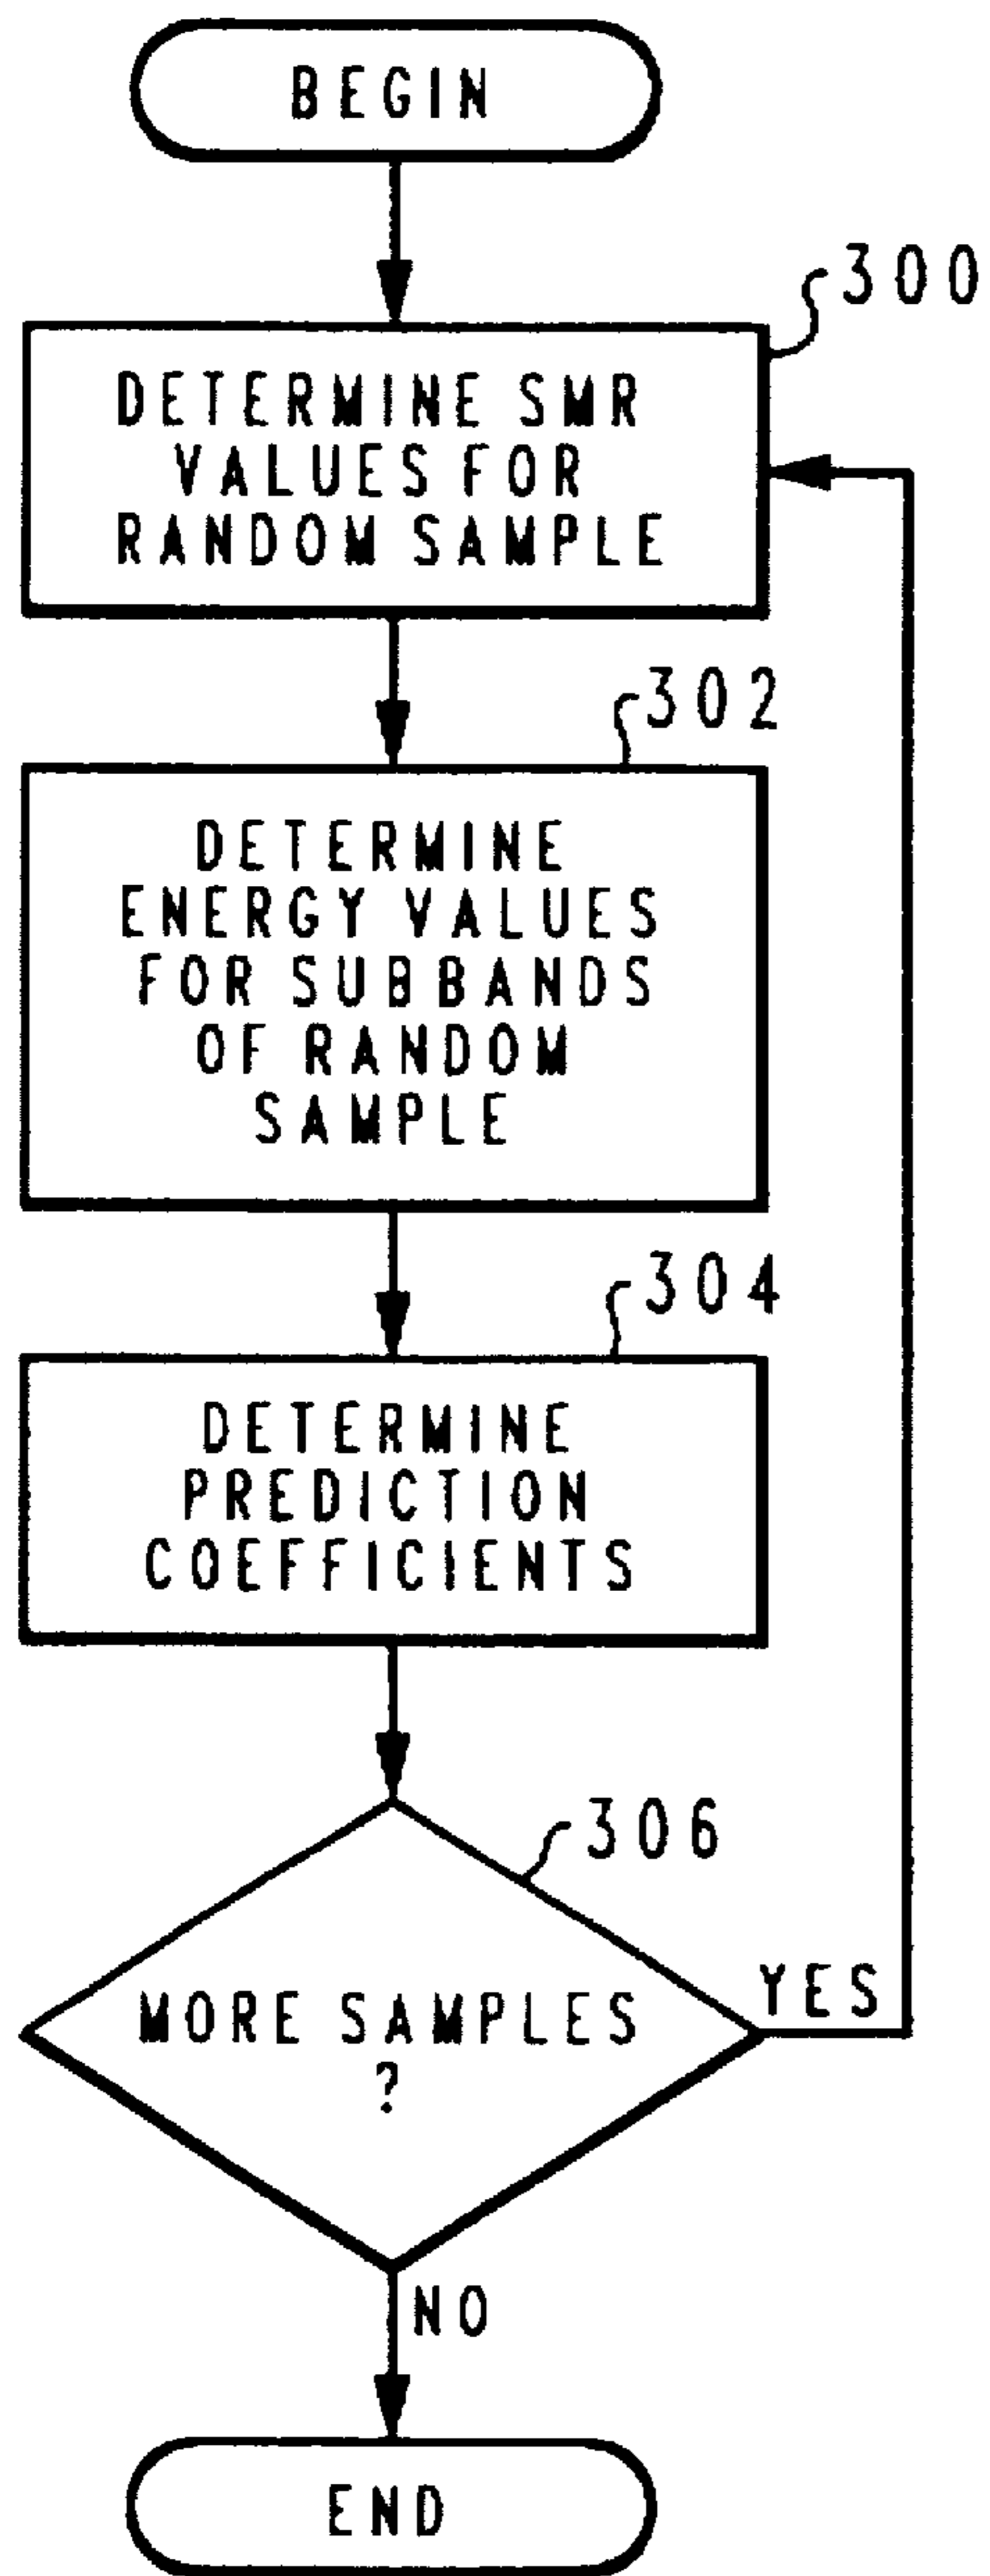 BEGIN
300
DETERMINE SMR
VALUES FOR
RANDOM SAMPLE
302
DETERMINE
ENERGY VALUES
FOR SUBBANDS
OF RANDOM
SAMPLE
304
DETERMINE
PREDICTION
COEFFICIENTS
306
MORE SAMPLES
?
YES
NO
END